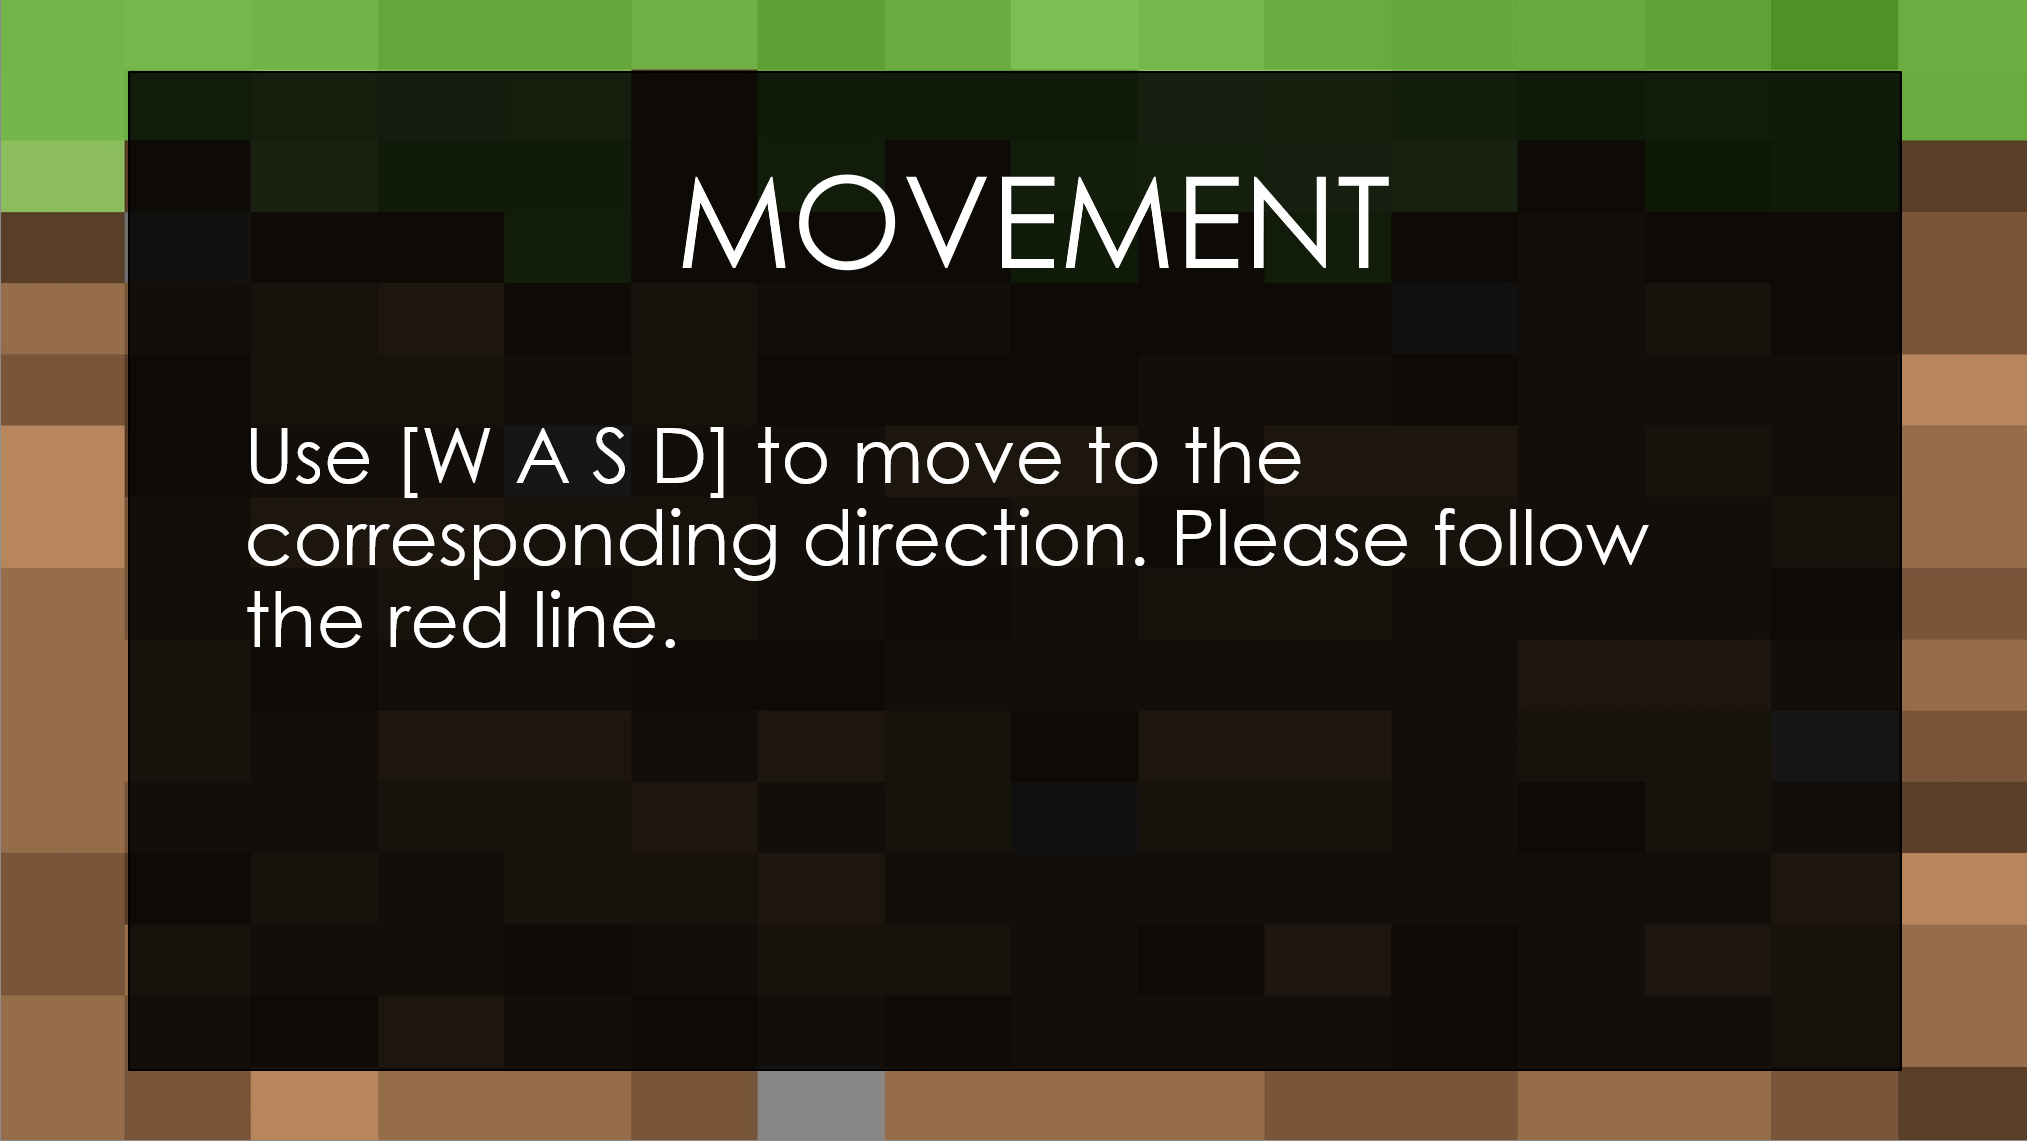 MOVEMENT
Use [W A S D] to move to the
corresponding direction. Please follow
the red line.